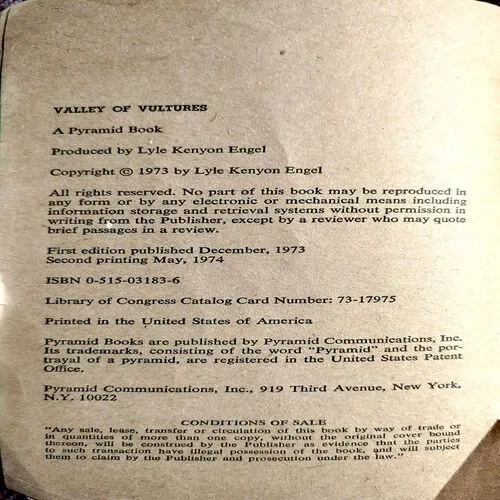 VALLEY OF VULTURES
A Pyramid Book
Produced by Lyle Kenyon Engel
Copyright © 1973 by Lyle Kenyon Engel
All rights reserved. No part of this book may be reproduced in
any form or by any electronic or mechanical means including
information storage and retrieval systems without permission in
writing from the Publisher, except by a reviewer who may quote
brief passages in a review.
First edition published December, 1973
Second printing May, 1974
ISBN 0-515-03183-6
Library of Congress Catalog Card Number: 73-17975
Printed in the United States of America
Pyramid Books are published by Pyramid Communications, Inc.
Its trademarks, consisting of the word "Pyramid" and the por-
trayal of a pyramid, are registered in the United States Patent
Office.
Pyramid Communications, Inc., 919 Third Avenue, New York,
N.Y. 10022
CONDITIONS OF SALE
"Any sale, lease, transfer or circulation of this book by way of trade or
in quantities of more than one copy, without the original cover bound
thereon, will be construed by the Publisher as evidence that the parties
to such transaction have illegal possession of the book, and will subject
them to claim by the Publisher and prosecution under the law."